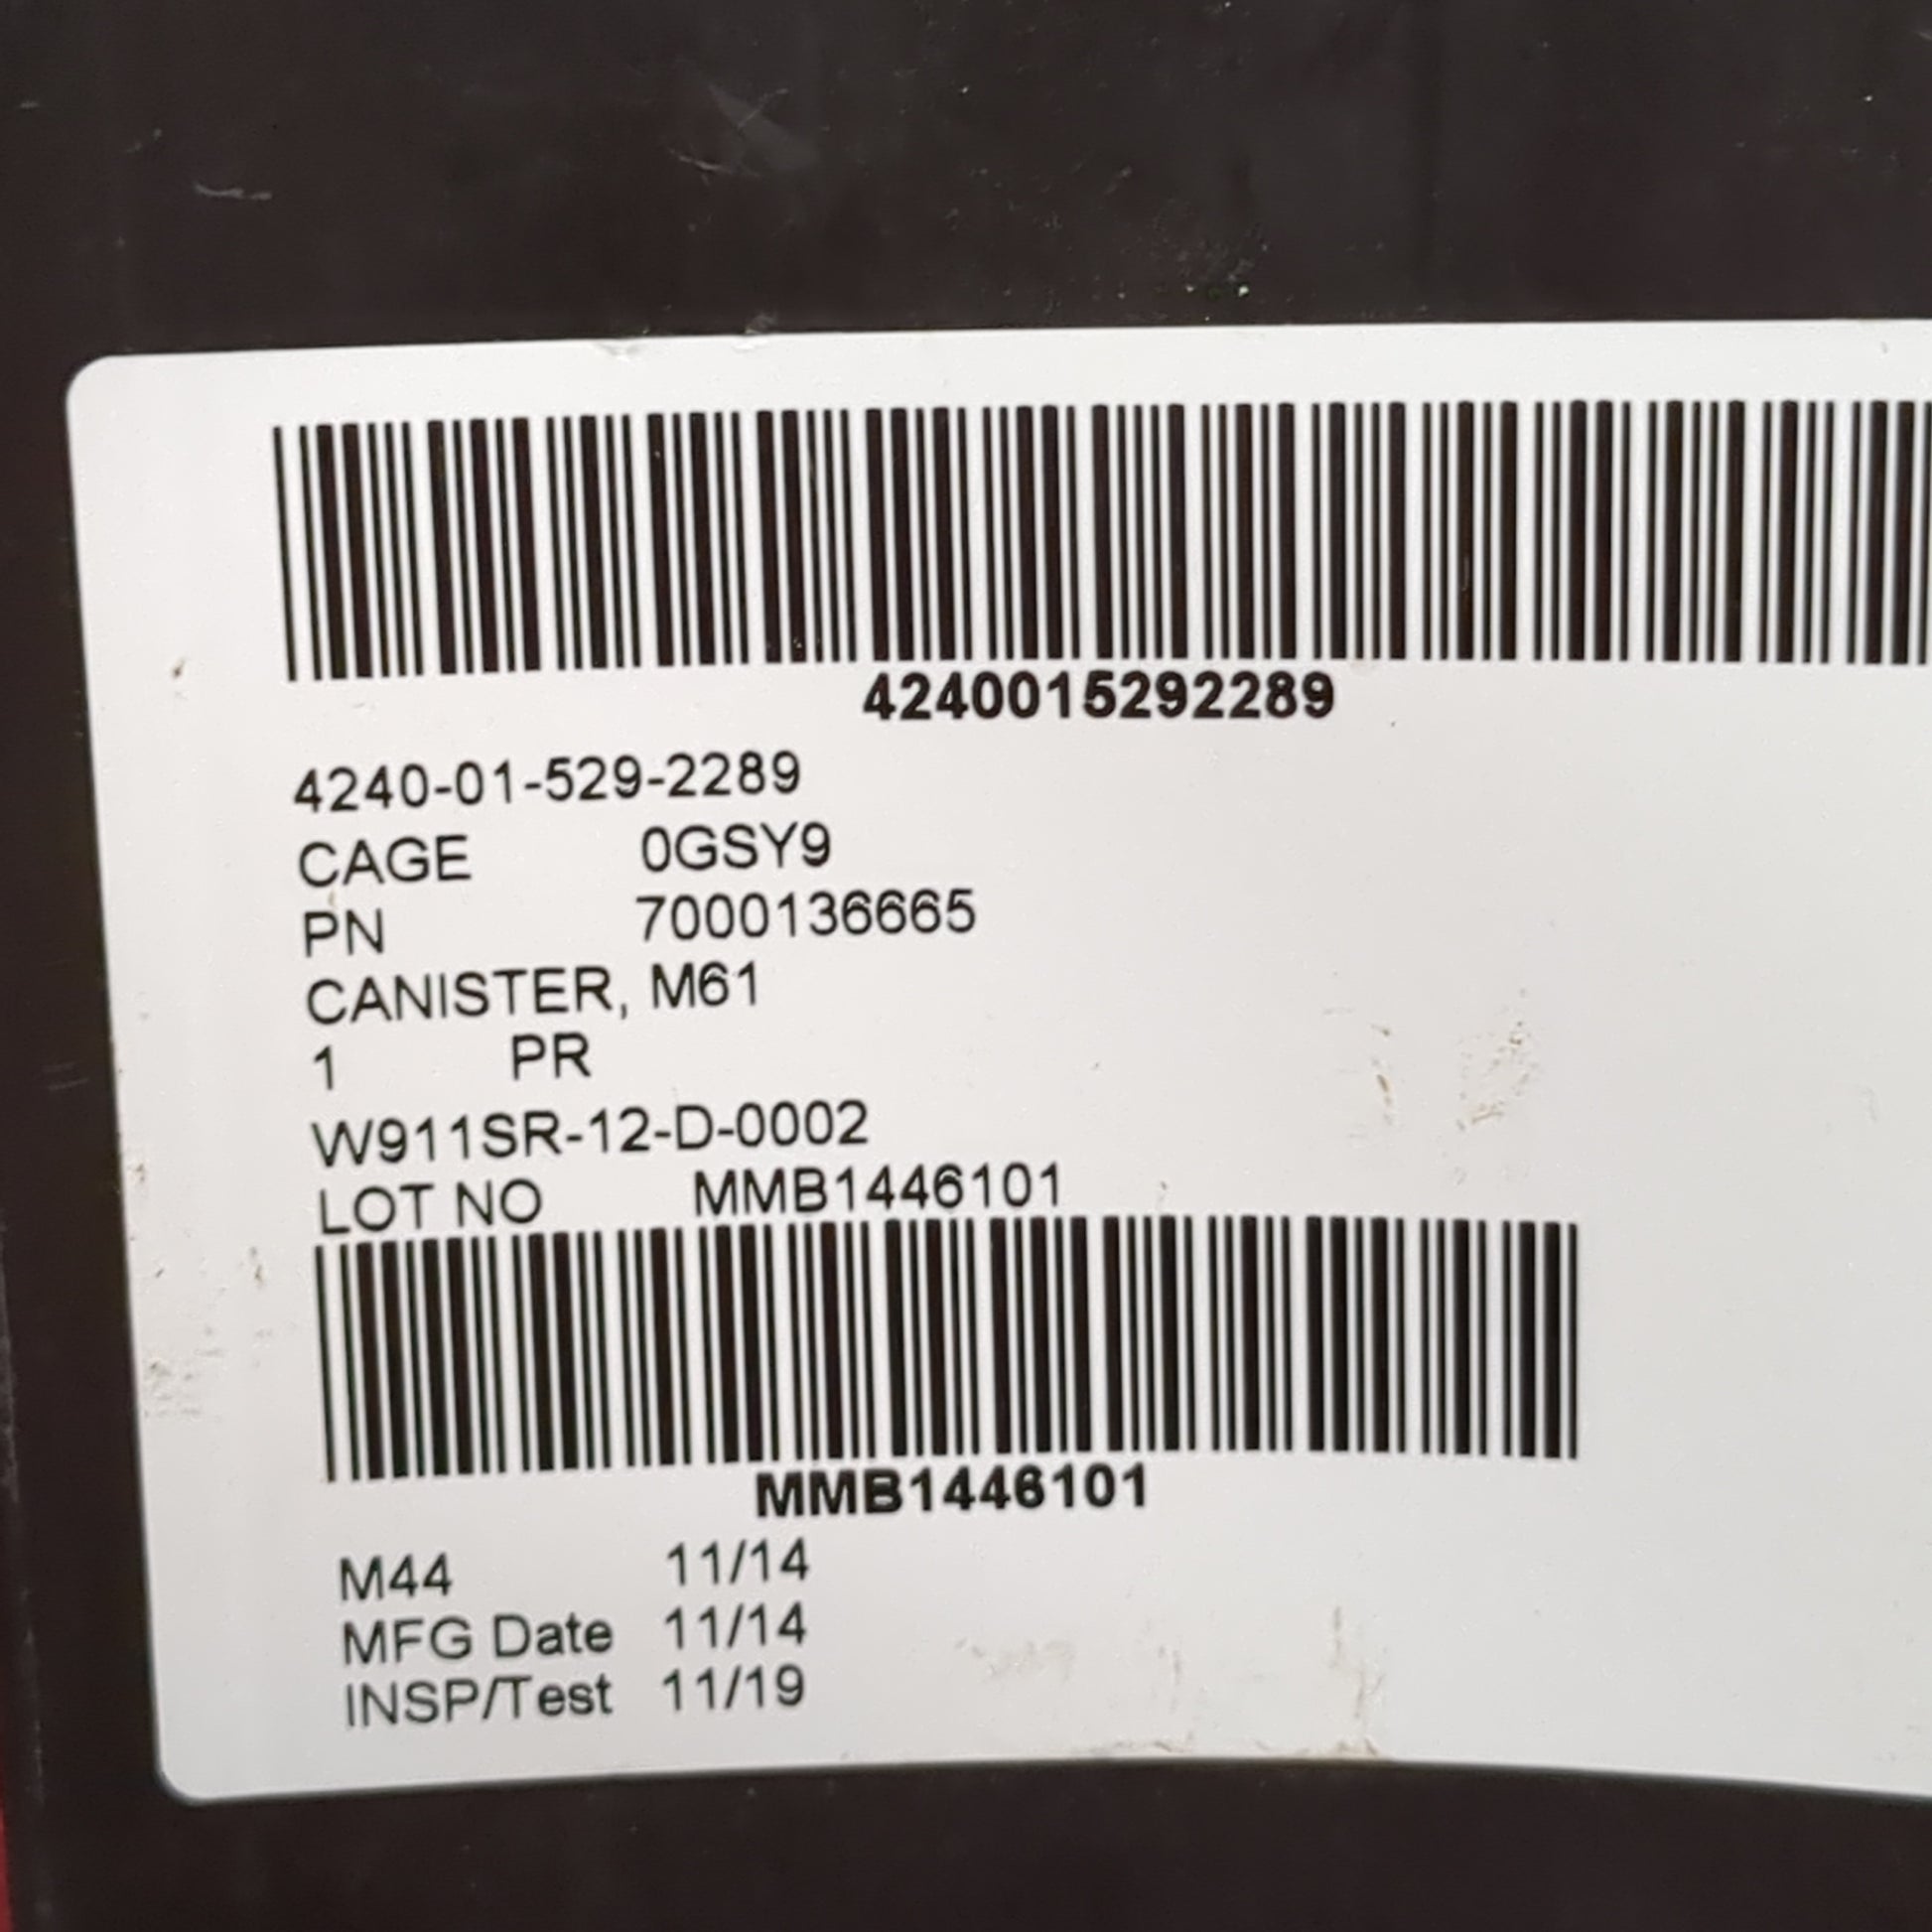 4240015292289
4240-01-529-2289
CAGE 0GSY9
PN 7000136665
CANISTER, M61
1 PR
W911SR-12-D-0002
LOT NO MMB1446101
MMB1446101
M44 11/14
MFG Date 11/14
INSP/Test 11/19